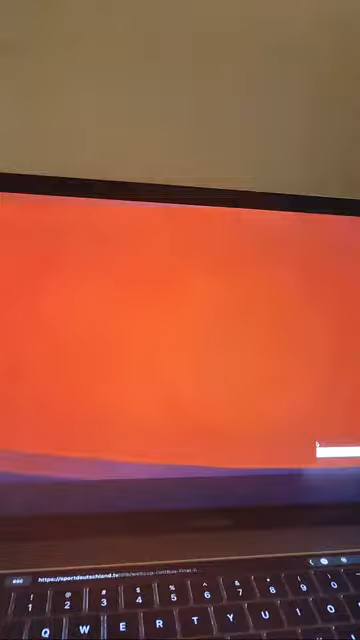 esc https://sportdeutschland.tv
! @ # $ % ^ & * ( )
1 2 3 4 5 6 7 8 9 0
Q W E R T Y U I O